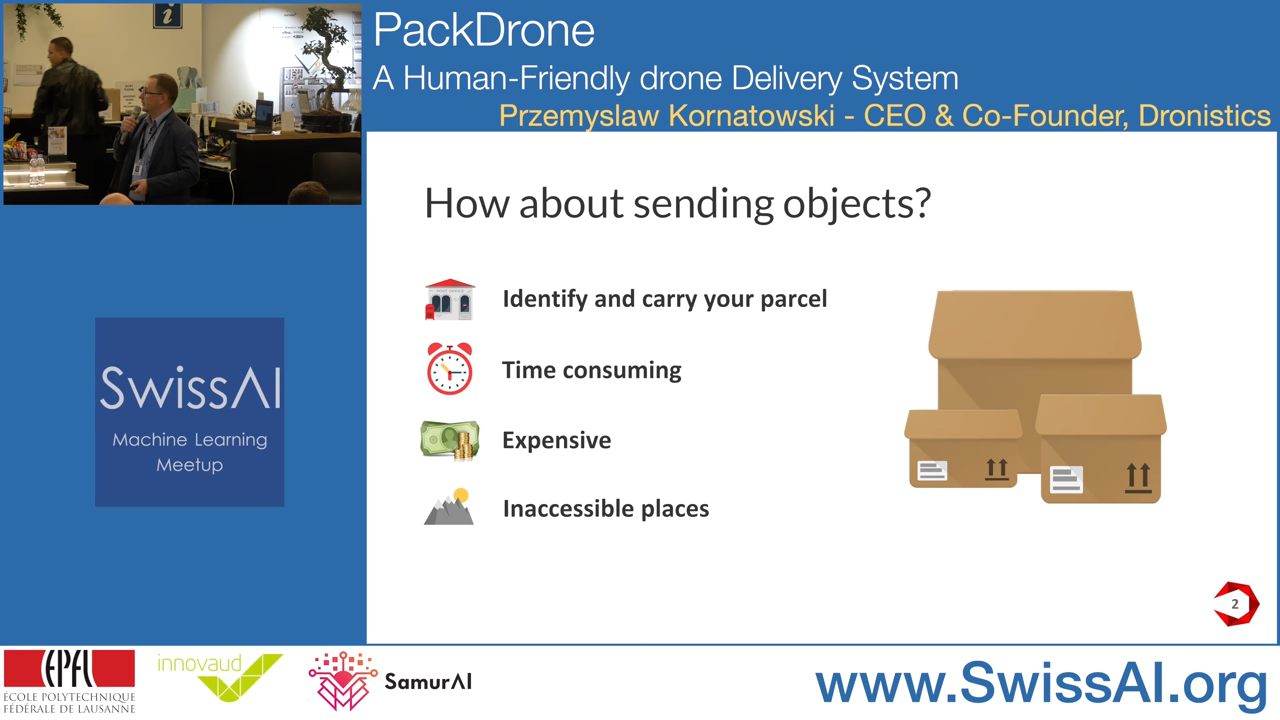 PackDrone
A Human-Friendly drone Delivery System
Przemyslaw Kornatowski - CEO & Co-Founder, Dronistics
How about sending objects?
Identify and carry your parcel
Time consuming
Expensive
Inaccessible places
2
SwissAI
Machine Learning
Meetup
EPFL
ÉCOLE POLYTECHNIQUE
FÉDÉRALE DE LAUSANNE
innovaud
SamurAI
www.SwissAI.org
i